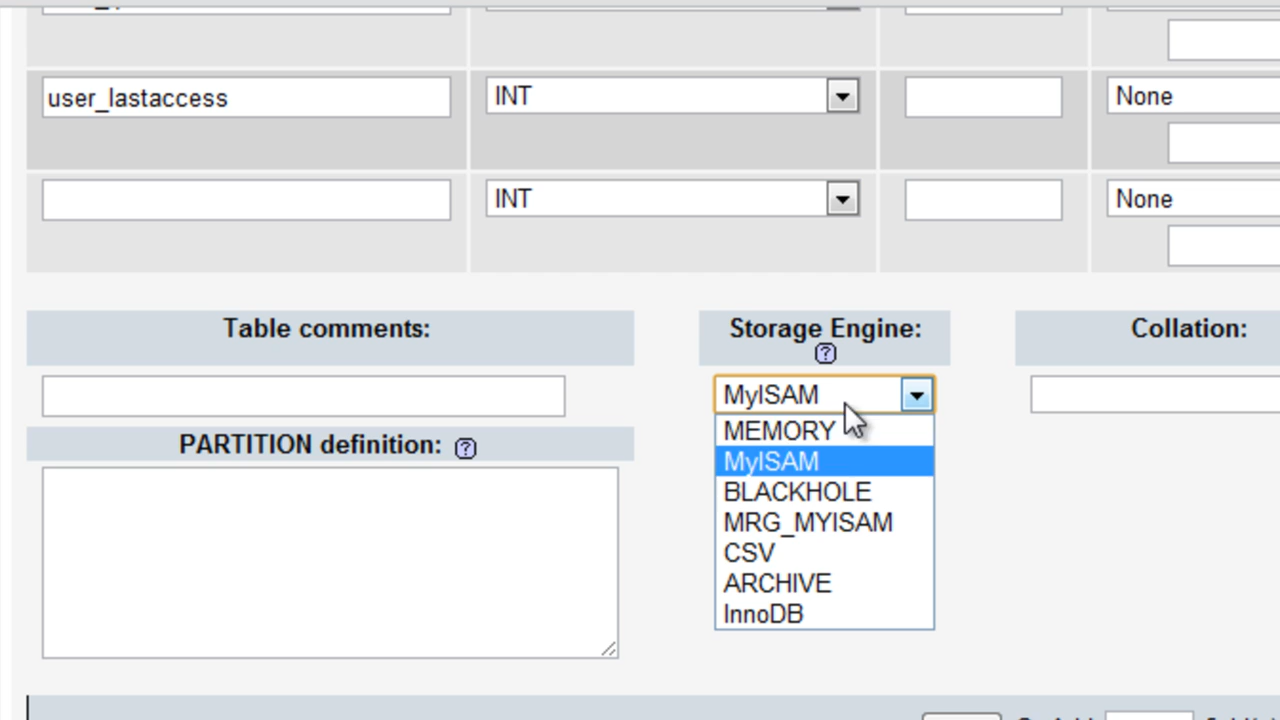 user_lastaccess INT None
INT None
Table comments: Storage Engine: Collation:
MyISAM
MEMORY
PARTITION definition:
MyISAM
BLACKHOLE
MRG_MYISAM
CSV
ARCHIVE
InnoDB